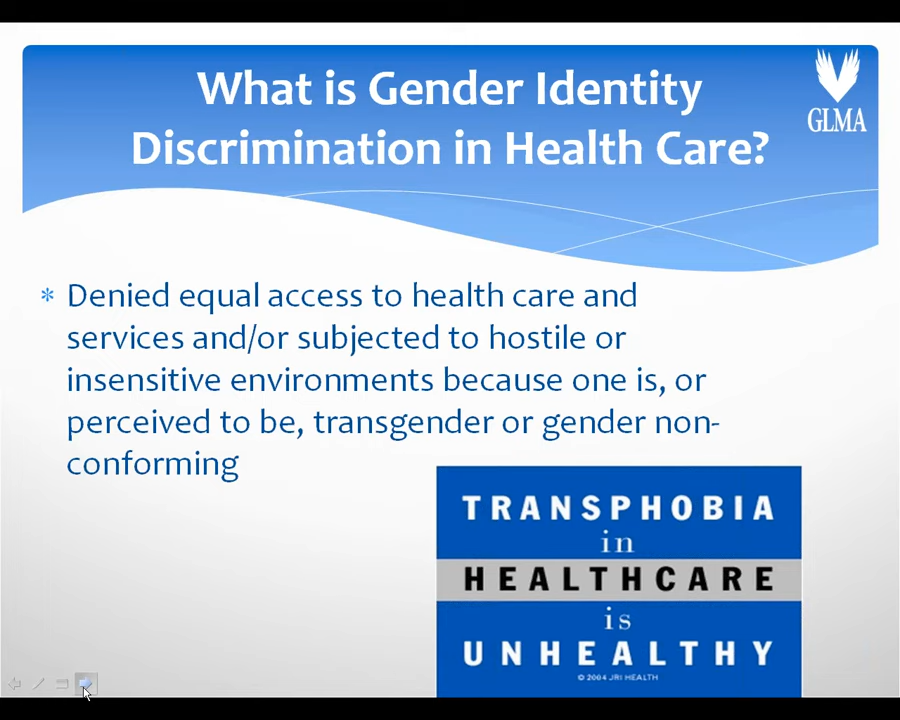 What is Gender Identity
Discrimination in Health Care?
GLMA
* Denied equal access to health care and
services and/or subjected to hostile or
insensitive environments because one is, or
perceived to be, transgender or gender non-
conforming
TRANSPHOBIA
in
HEALTHCARE
is
UNHEALTHY
© 2004 JRI HEALTH